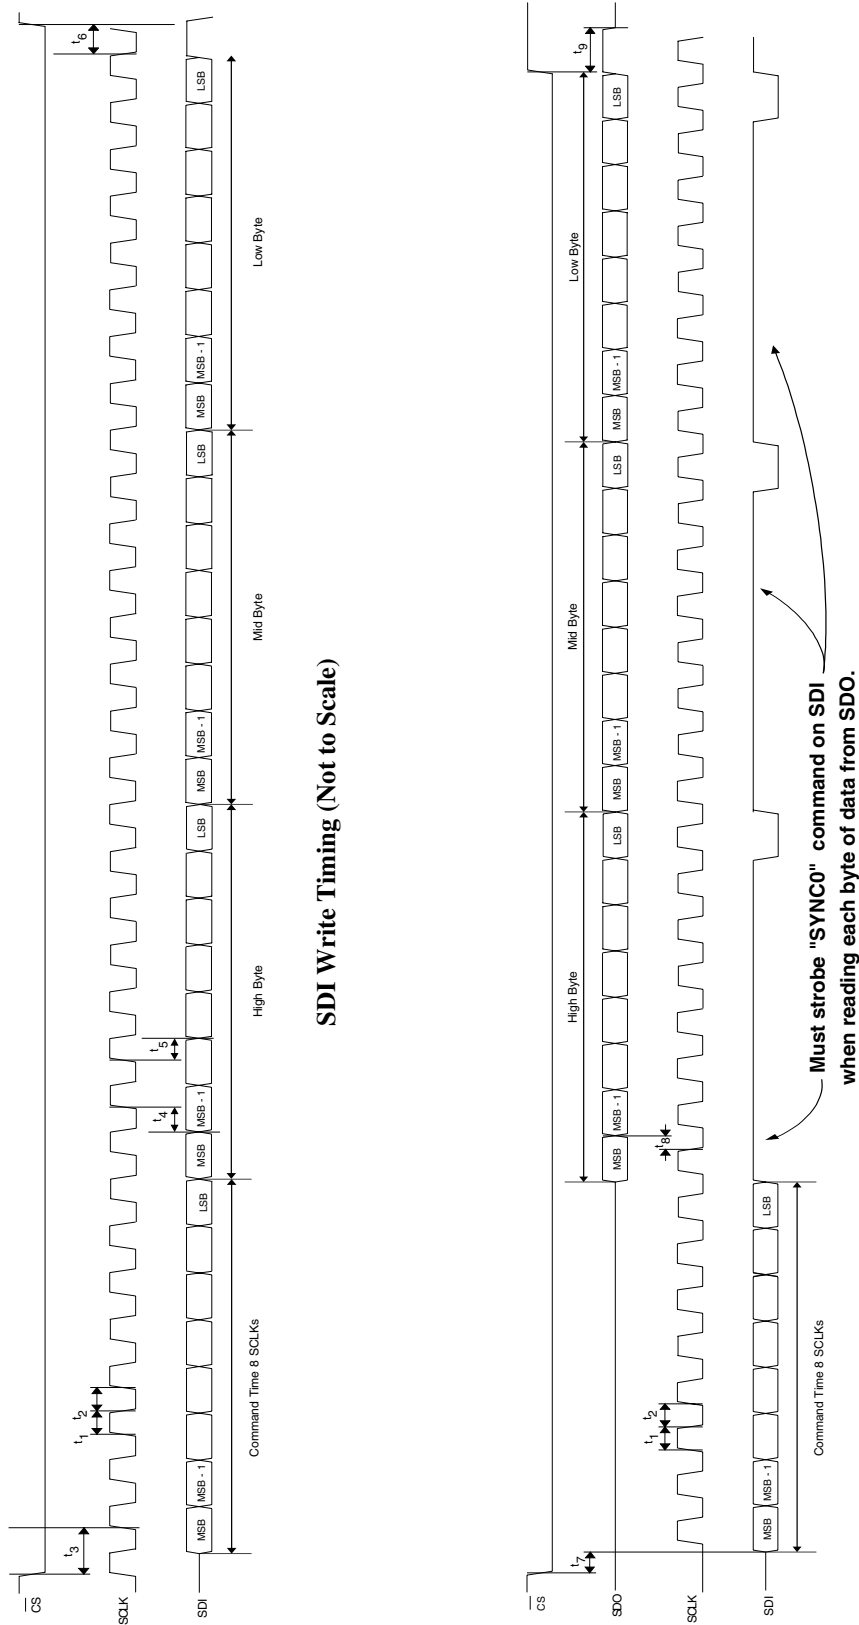 CS
SCLK
SDI
t3
t1
t2
t4
t5
t6
MSB
MSB - 1
LSB
MSB
MSB - 1
LSB
MSB
MSB - 1
LSB
MSB
MSB - 1
LSB
Command Time 8 SCLKs
High Byte
Mid Byte
Low Byte
SDI Write Timing (Not to Scale)
CS
SDO
SCLK
SDI
t7
t9
High Byte
Mid Byte
Low Byte
MSB
MSB - 1
LSB
MSB
MSB - 1
LSB
MSB
MSB - 1
LSB
t1
t2
t8
MSB
MSB - 1
LSB
Command Time 8 SCLKs
Must strobe "SYNC0" command on SDI
when reading each byte of data from SDO.